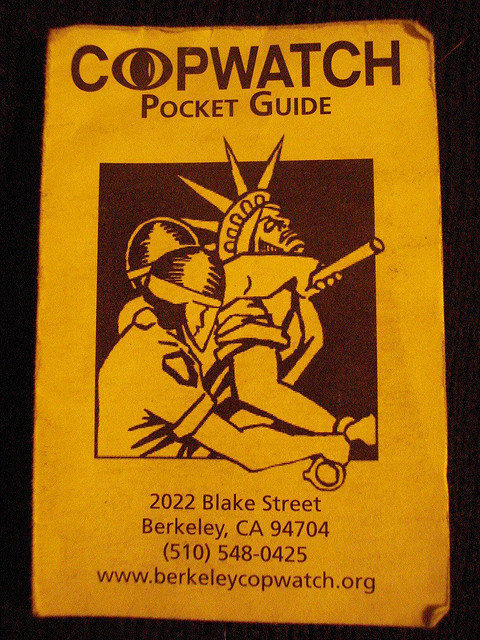 COPWATCH
POCKET GUIDE
2022 Blake Street
Berkeley, CA 94704
(510) 548-0425
www.berkeleycopwatch.org